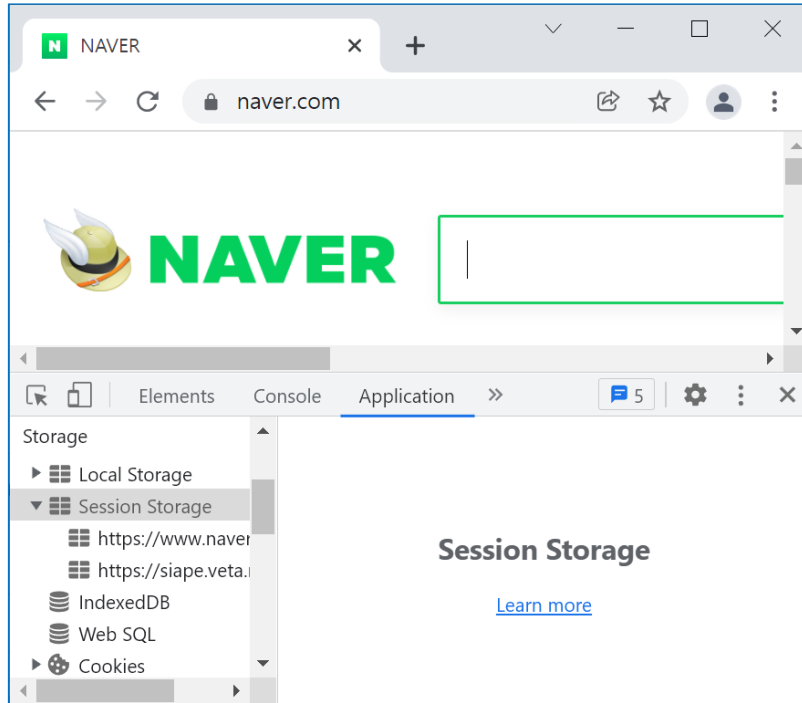 NAVER
naver.com
NAVER
Elements Console Application 5
Storage
Local Storage
Session Storage
https://www.naver
https://siape.veta.
IndexedDB
Web SQL
Cookies
Session Storage
Learn more